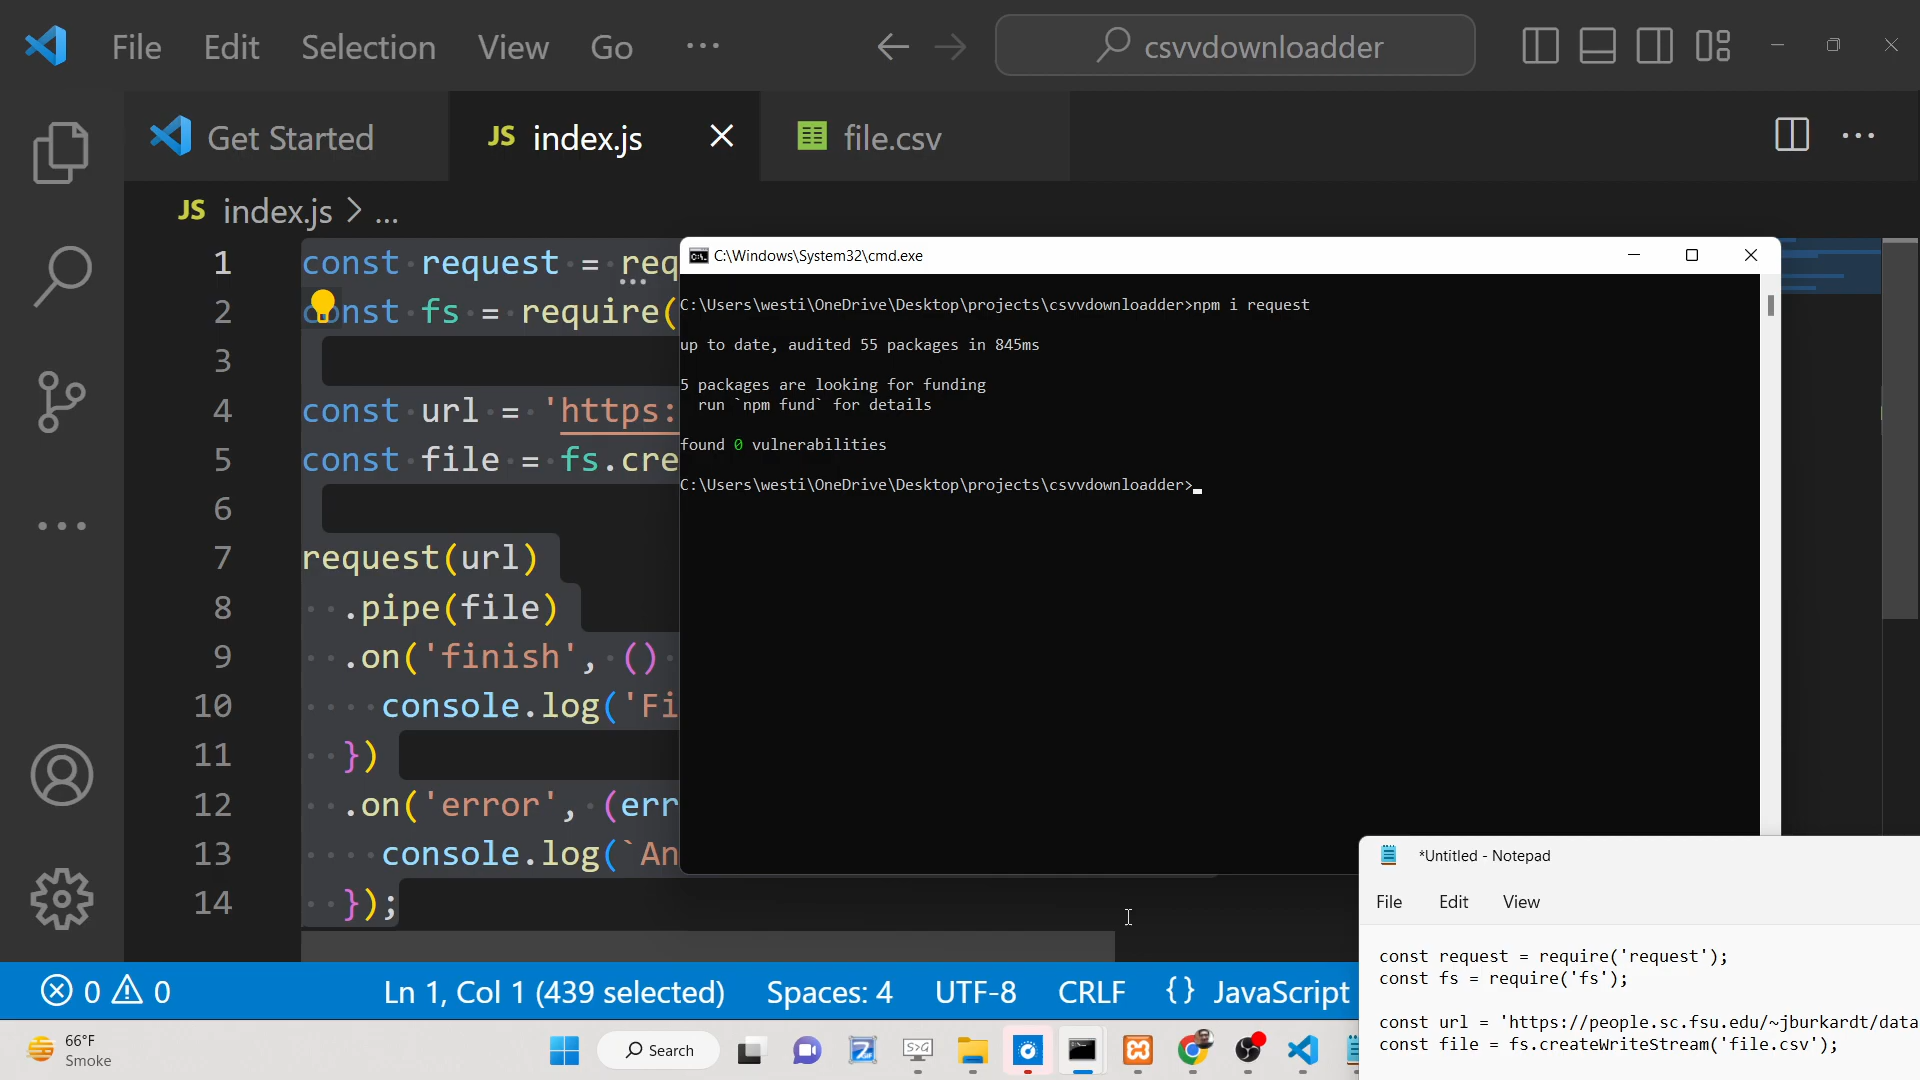 File Edit Selection View Go ... csvvdownloadder
Get Started JS index.js file.csv
JS index.js > ...
1 const request = req
2 const fs = require(
3
4 const url = 'https:
5 const file = fs.cre
6
7 request(url)
8 .pipe(file)
9 .on('finish', ()
10 console.log('Fi
11 })
12 .on('error', (err
13 console.log(`An
14 });
C:\Windows\System32\cmd.exe
C:\Users\westi\OneDrive\Desktop\projects\csvvdownloadder>npm i request
up to date, audited 55 packages in 845ms
5 packages are looking for funding
run `npm fund` for details
found 0 vulnerabilities
C:\Users\westi\OneDrive\Desktop\projects\csvvdownloadder>
*Untitled - Notepad
File Edit View
const request = require('request');
const fs = require('fs');
const url = 'https://people.sc.fsu.edu/~jburkardt/data
const file = fs.createWriteStream('file.csv');
0 0 Ln 1, Col 1 (439 selected) Spaces: 4 UTF-8 CRLF {} JavaScript
66°F
Smoke
Search